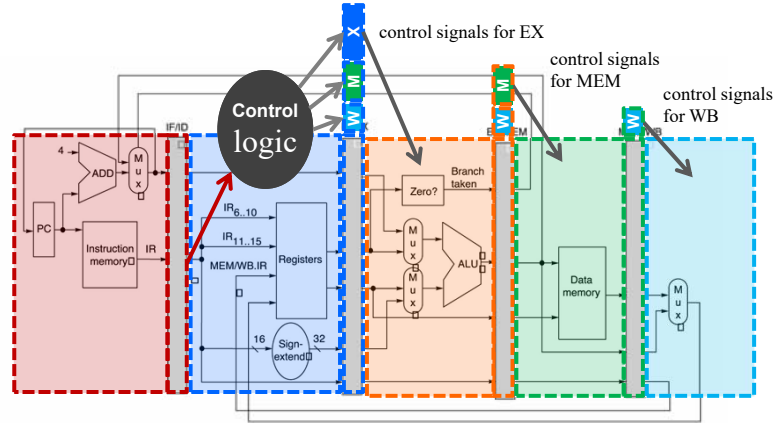 X
control signals for EX
M
W
M
W
control signals
for MEM
W
control signals
for WB
Control
logic
IF/ID
4
ADD
M
u
x
PC
Instruction
memory
IR
IR6..10
IR11..15
MEM/WB.IR
Registers
16
Sign-
extend
32
Zero?
Branch
taken
M
u
x
M
u
x
ALU
Data
memory
M
u
x